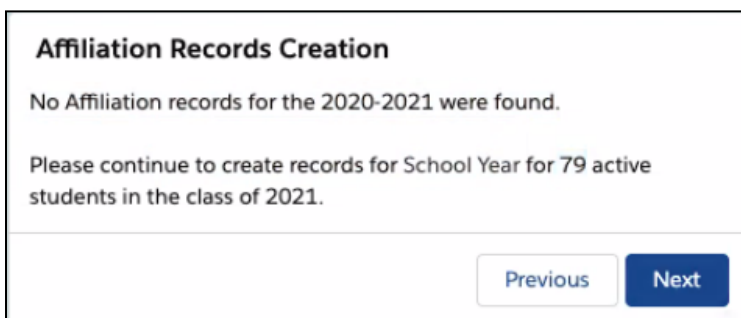 Affiliation Records Creation
No Affiliation records for the 2020-2021 were found.
Please continue to create records for School Year for 79 active
students in the class of 2021.
Previous
Next